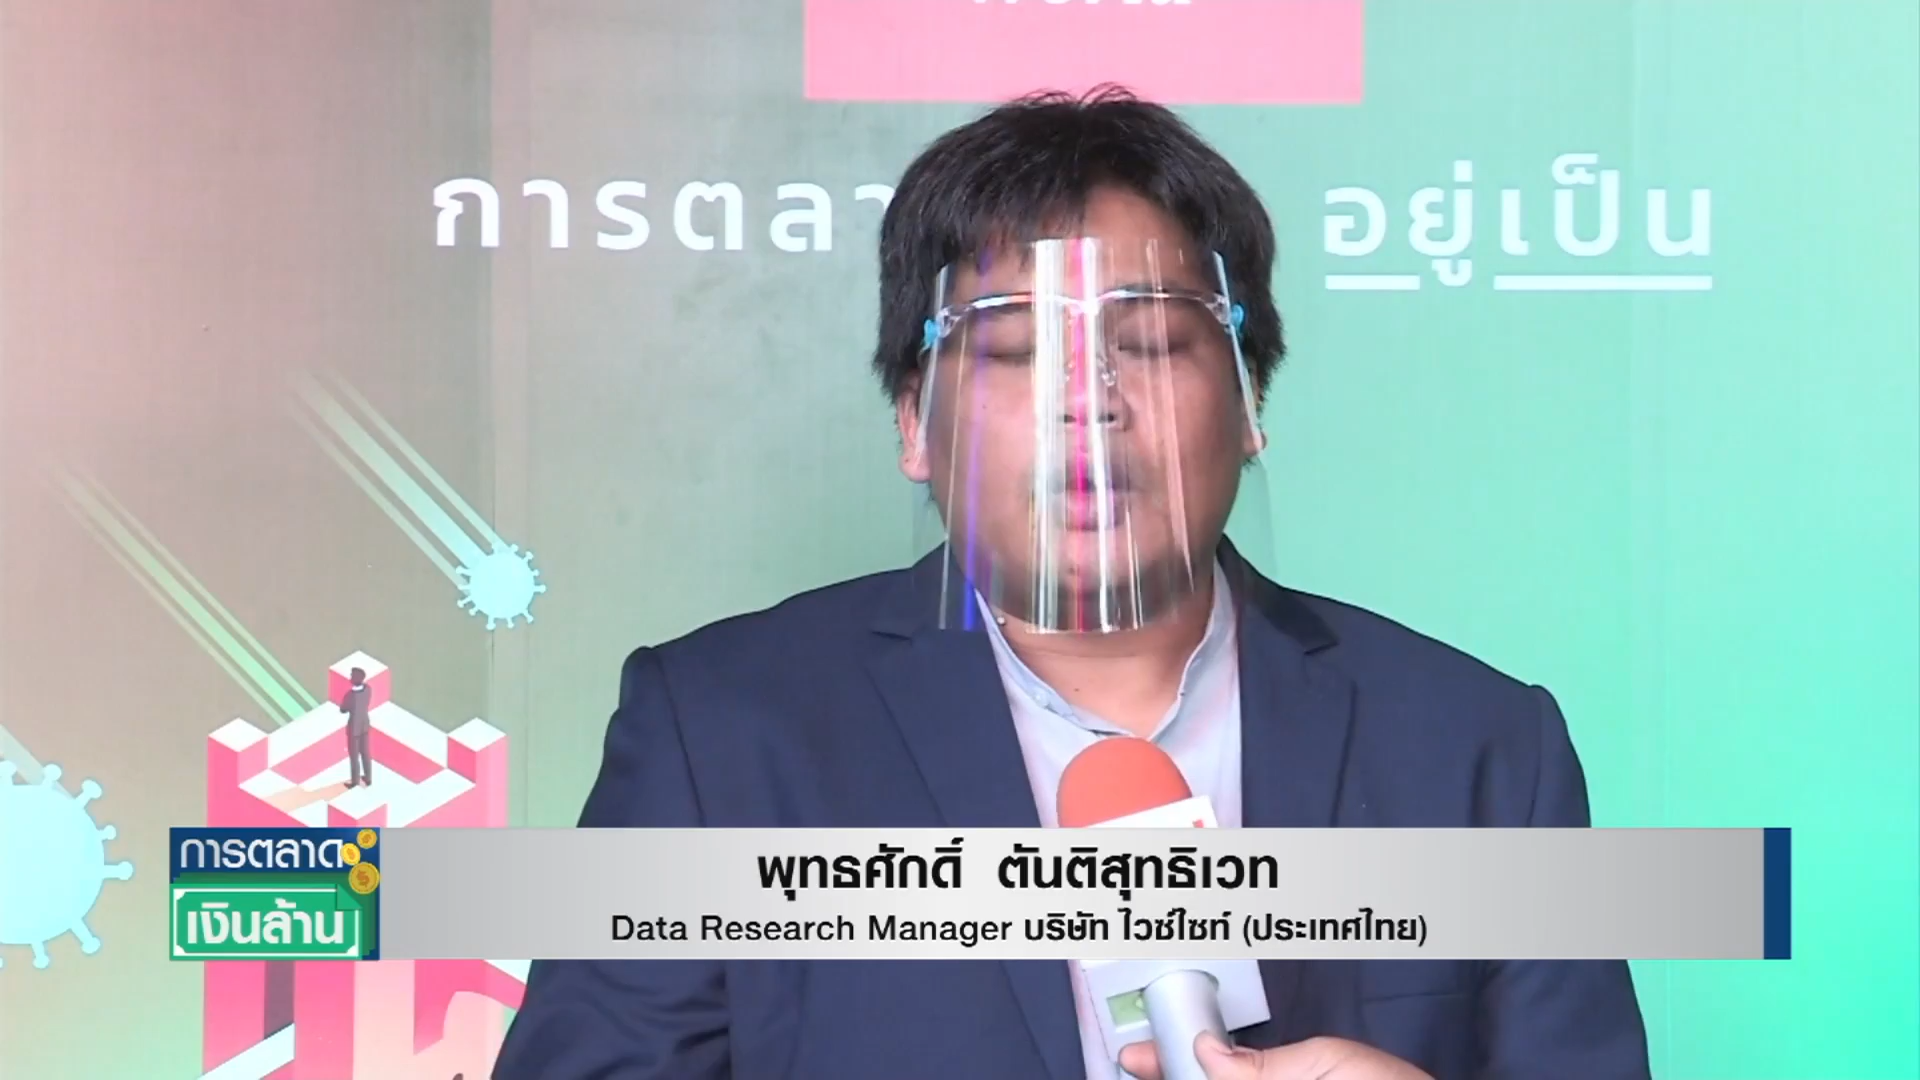 การตลา อยู่เป็น
การตลาด
เงินล้าน
พุทธศักดิ์ ตันติสุทธิเวท
Data Research Manager บริษัท ไวซ์ไซท์ (ประเทศไทย)